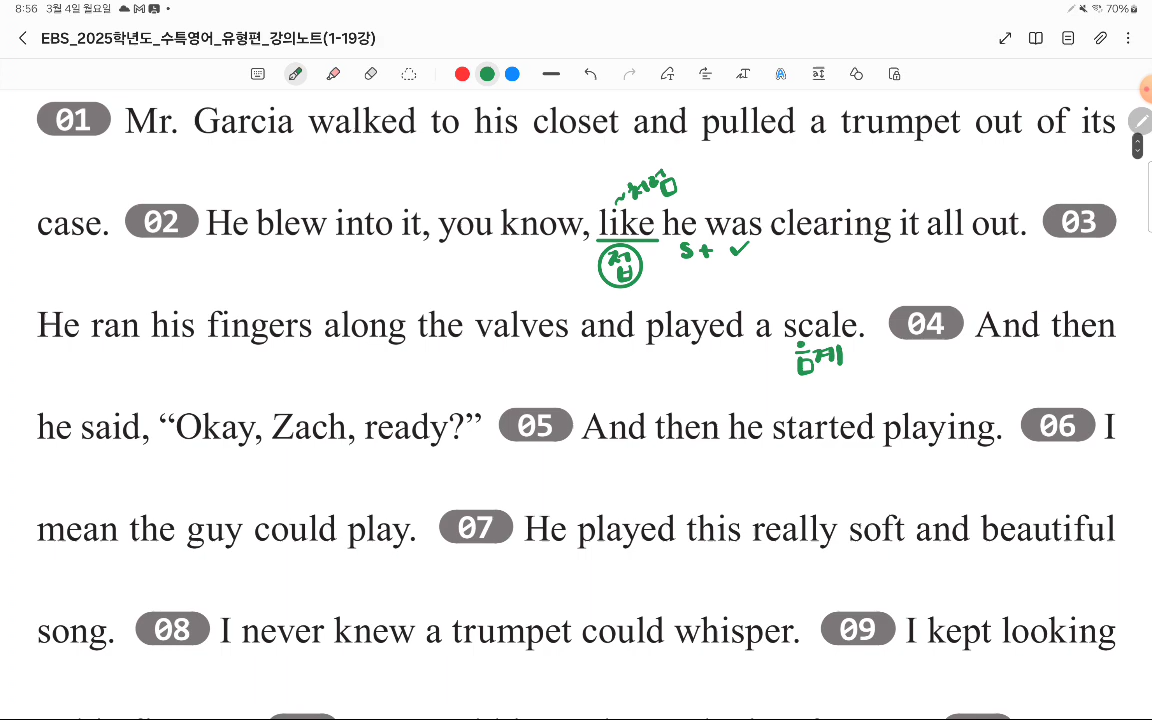 8:56 3월 4일 월요일 70%
EBS_2025학년도_수특영어_유형편_강의노트(1-19강)
01 Mr. Garcia walked to his closet and pulled a trumpet out of its
~처럼
case. 02 He blew into it, you know, like he was clearing it all out. 03
접 S+ V
He ran his fingers along the valves and played a scale. 04 And then
음계
he said, “Okay, Zach, ready?” 05 And then he started playing. 06 I
mean the guy could play. 07 He played this really soft and beautiful
song. 08 I never knew a trumpet could whisper. 09 I kept looking